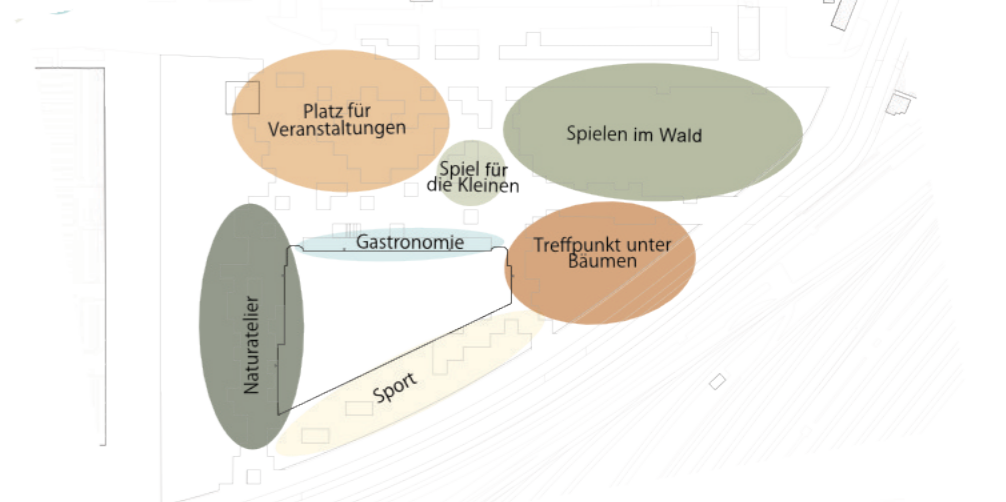 Platz für
Veranstaltungen
Spielen im Wald
Spiel für
die Kleinen
Gastronomie
Treffpunkt unter
Bäumen
Naturatelier
Sport